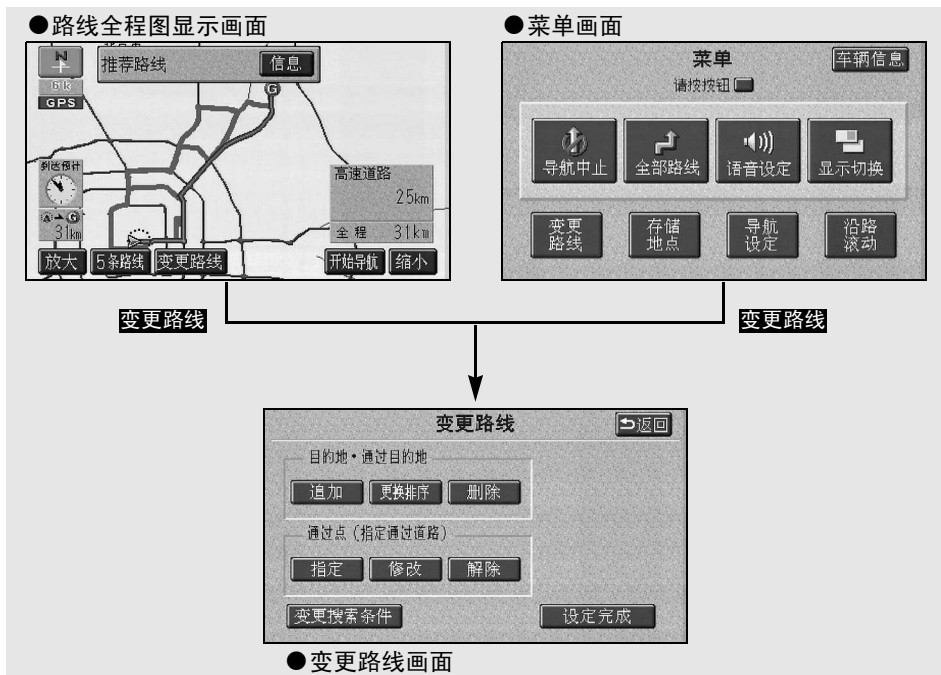 ●路线全程图显示画面
N
推荐路线
信息
GPS
G
到达预计
高速道路
25km
31km
全程 31km
放大
5条路线
变更路线
开始导航
缩小
●菜单画面
菜单
车辆信息
请按按钮
导航中止
全部路线
语音设定
显示切换
变更
路线
存储
地点
导航
设定
沿路
滚动
变更路线
变更路线
变更路线
返回
目的地·通过目的地
追加
更换排序
删除
通过点(指定通过道路)
指定
修改
解除
变更搜索条件
设定完成
●变更路线画面